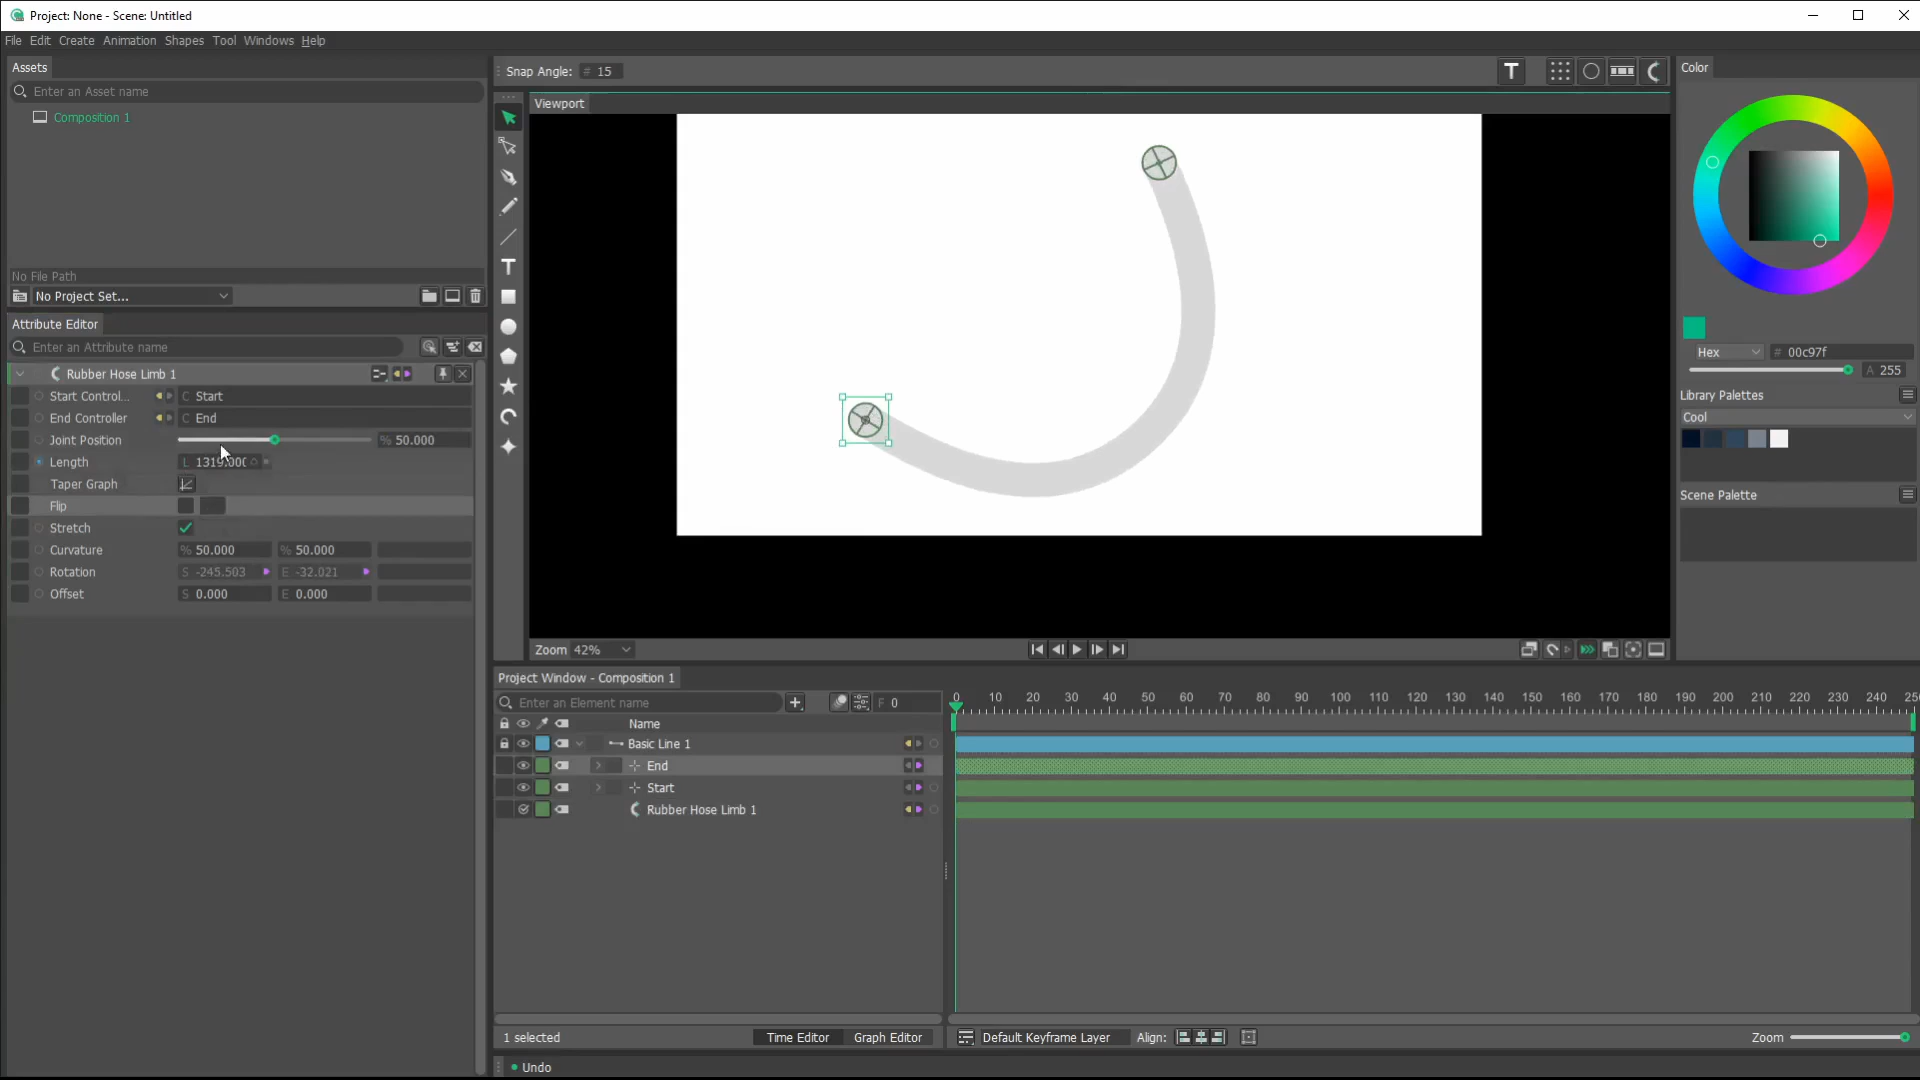 Project: None - Scene: Untitled
File Edit Create Animation Shapes Tool Windows Help
Assets
Enter an Asset name
Composition 1
No File Path
No Project Set...
Attribute Editor
Enter an Attribute name
Rubber Hose Limb 1
Start Control... C Start
End Controller C End
Joint Position % 50.000
Length L 1319.000
Taper Graph
Flip
Stretch
Curvature % 50.000 % 50.000
Rotation S -245.503 E -32.021
Offset S 0.000 E 0.000
Snap Angle: # 15
Viewport
Zoom 42%
Project Window - Composition 1
Enter an Element name F 0
Name
Basic Line 1
End
Start
Rubber Hose Limb 1
0 10 20 30 40 50 60 70 80 90 100 110 120 130 140 150 160 170 180 190 200 210 220 230 240 250
1 selected Time Editor Graph Editor Default Keyframe Layer Align: Zoom
Undo
Color
Hex # 00c97f
A 255
Library Palettes
Cool
Scene Palette